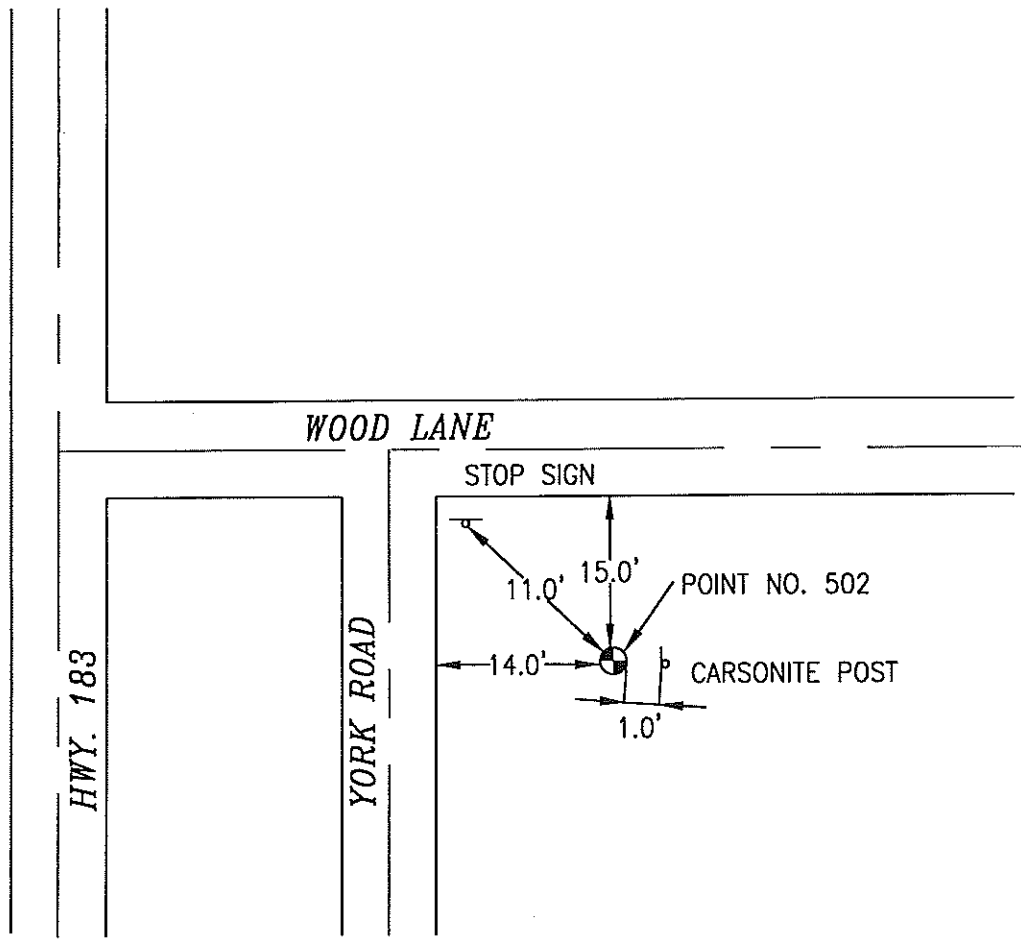 WOOD LANE
STOP SIGN
15.0'
11.0'
POINT NO. 502
14.0'
CARSONITE POST
1.0'
HWY. 183
YORK ROAD